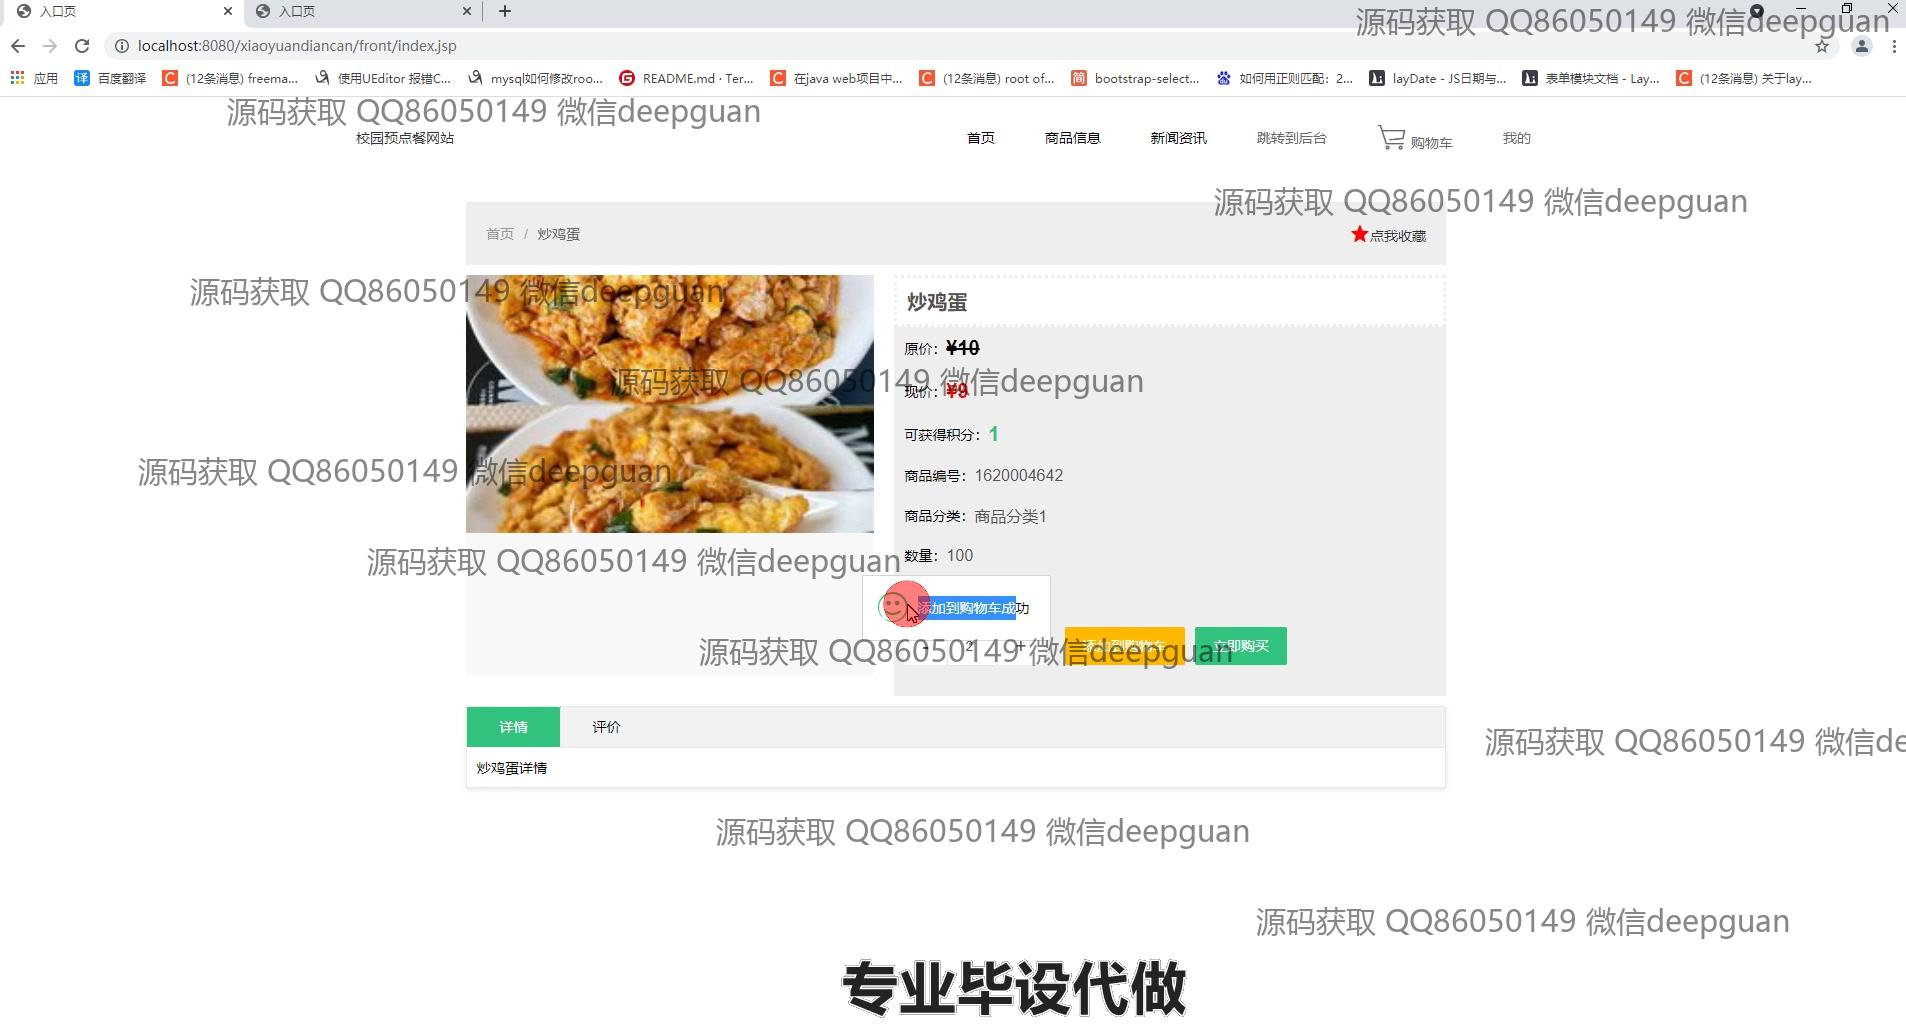 入口页
入口页
localhost:8080/xiaoyuandiancan/front/index.jsp
源码获取 QQ86050149 微信deepguan
应用 百度翻译 (12条消息) freema... 使用UEditor 报错C... mysql如何修改roo... README.md · Ter... 在java web项目中... (12条消息) root of... bootstrap-select... 如何用正则匹配：2... layDate - JS日期与... 表单模块文档 - Lay... (12条消息) 关于lay...
源码获取 QQ86050149 微信deepguan
校园预点餐网站 首页 商品信息 新闻资讯 跳转到后台 购物车 我的
源码获取 QQ86050149 微信deepguan
首页 / 炒鸡蛋 点我收藏
源码获取 QQ86050149 微信deepguan
炒鸡蛋
原价：¥10
源码获取 QQ86050149 微信deepguan
现价：¥9
可获得积分：1
源码获取 QQ86050149 微信deepguan
商品编号：1620004642
商品分类：商品分类1
数量：100
源码获取 QQ86050149 微信deepguan
添加到购物车成功
- 2 + 添加到购物车 立即购买
源码获取 QQ86050149 微信deepguan
详情 评价
源码获取 QQ86050149 微信de
炒鸡蛋详情
源码获取 QQ86050149 微信deepguan
源码获取 QQ86050149 微信deepguan
专业毕设代做